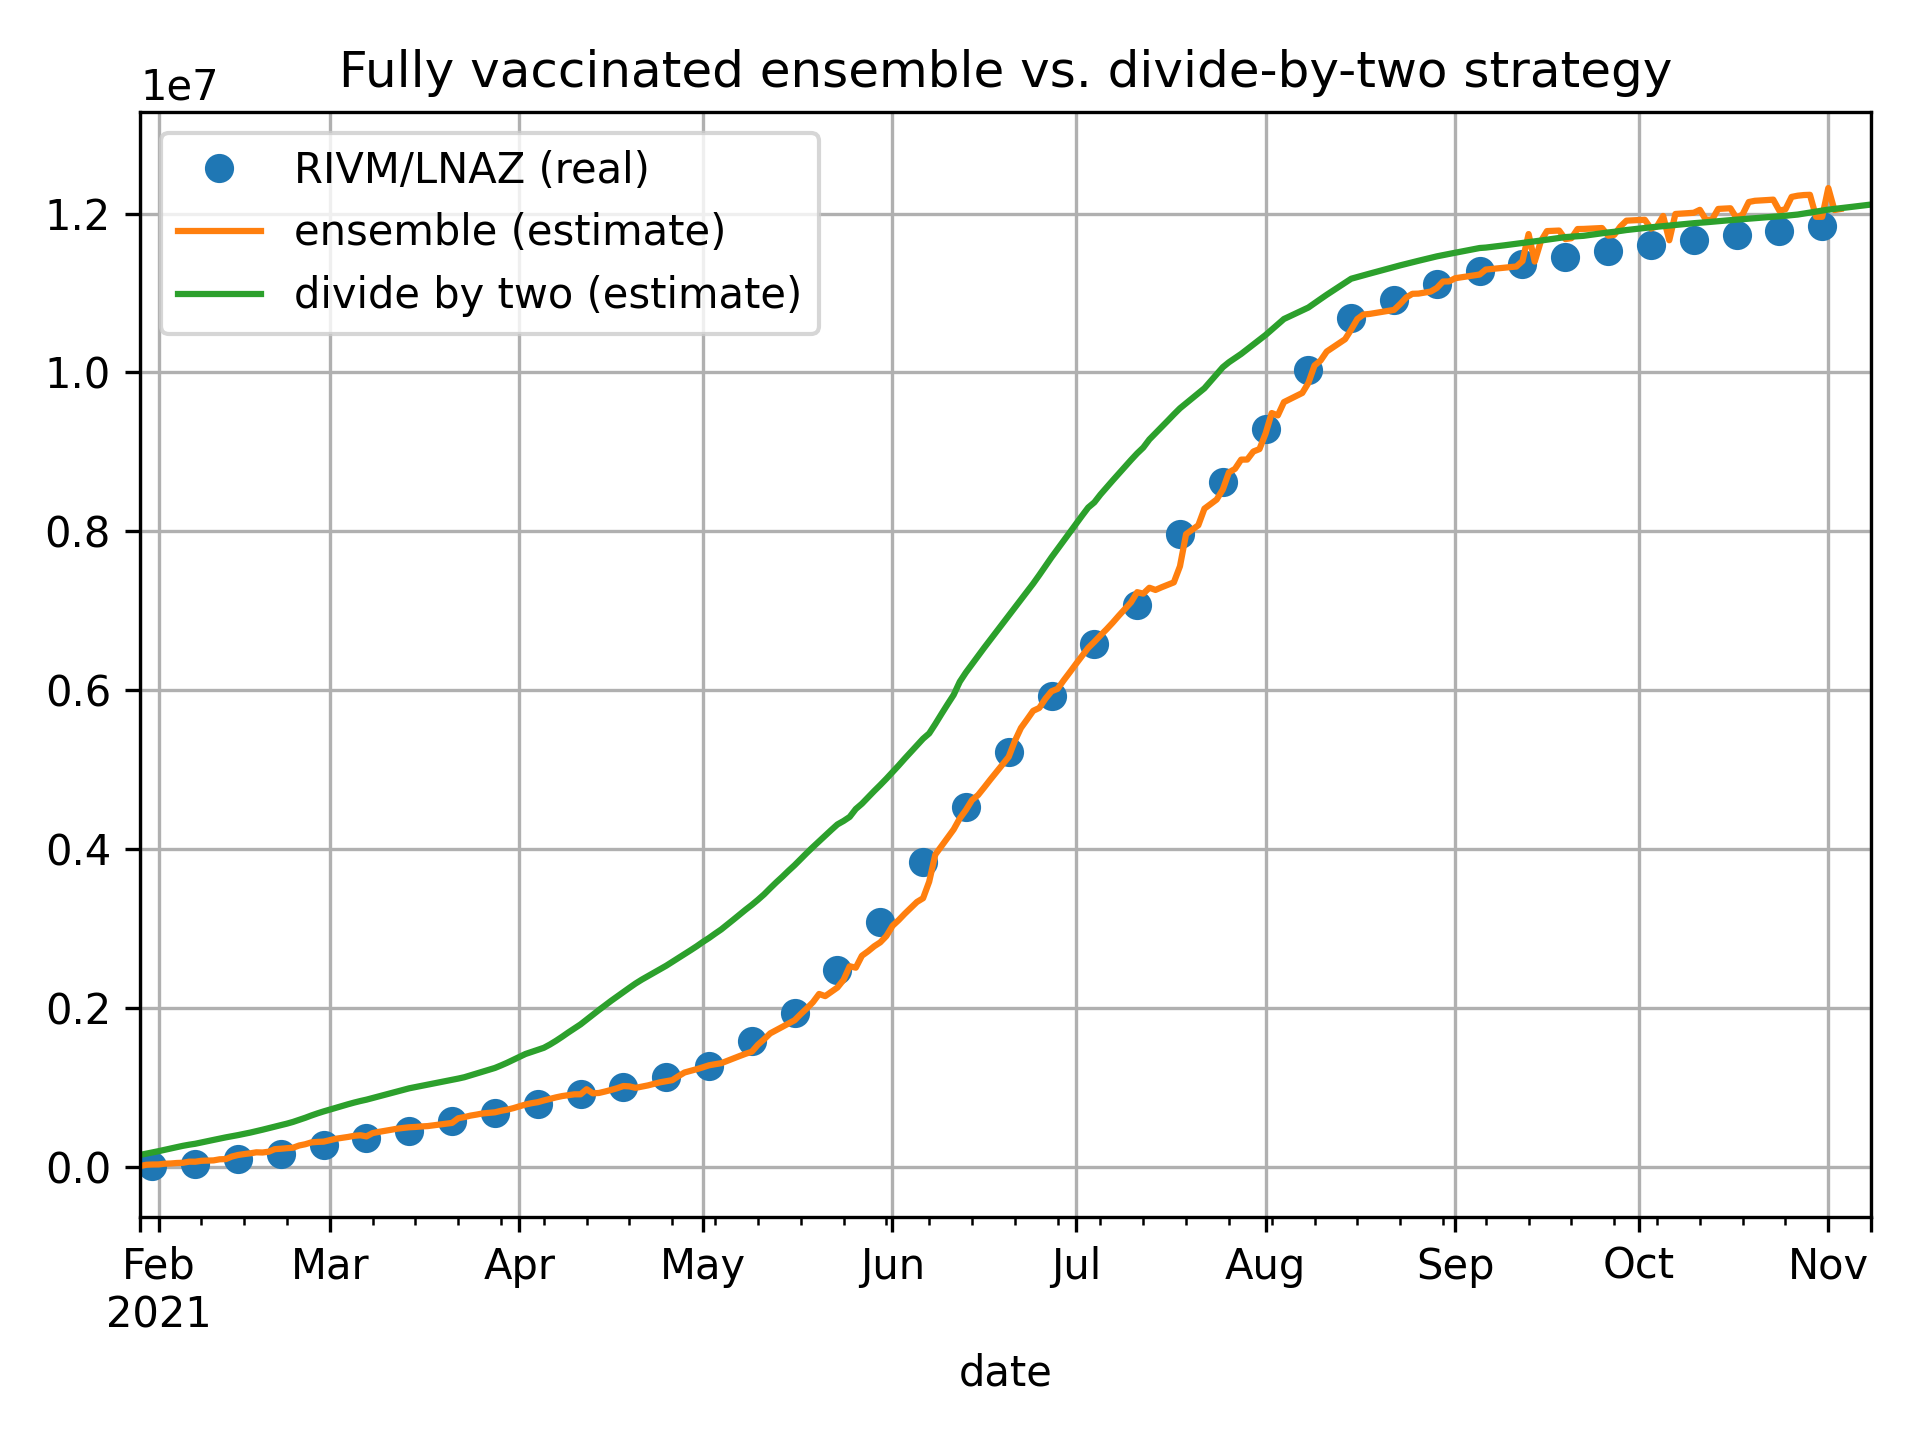 Fully vaccinated ensemble vs. divide-by-two strategy
1e7
RIVM/LNAZ (real)
ensemble (estimate)
divide by two (estimate)
1.2
1.0
0.8
0.6
0.4
0.2
0.0
Feb Mar Apr May Jun Jul Aug Sep Oct Nov
2021
date